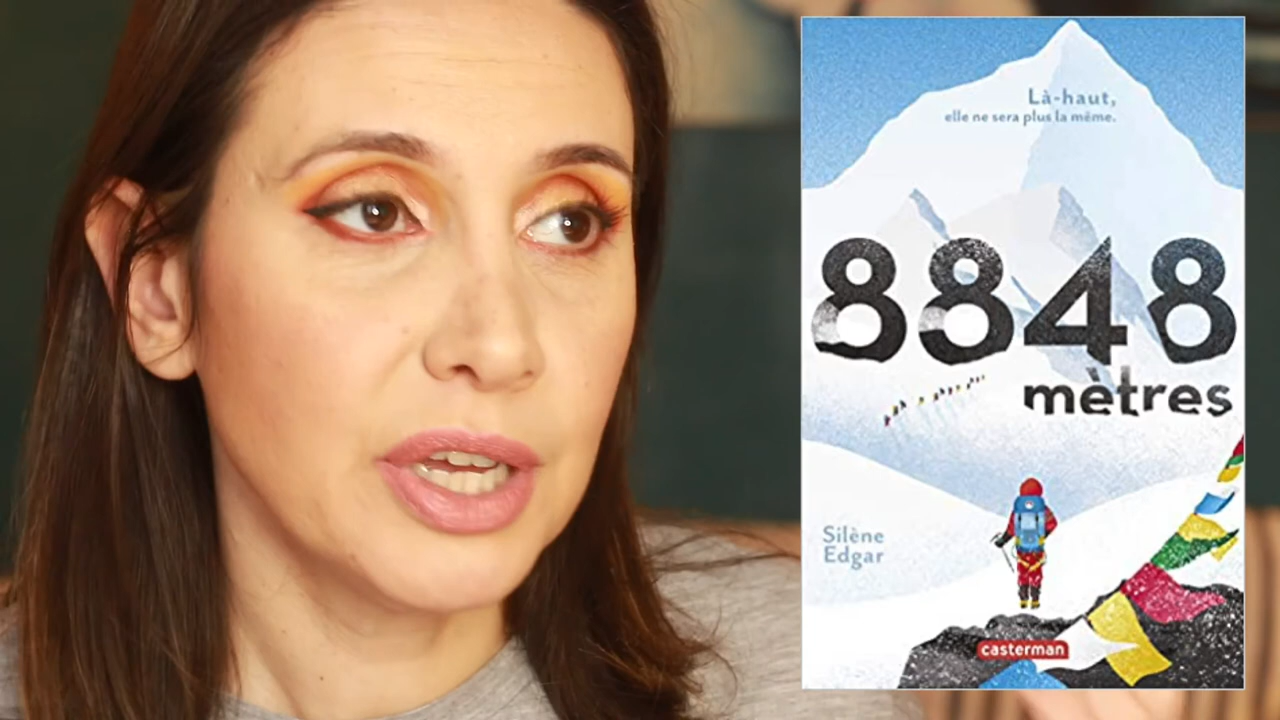 Là-haut,
elle ne sera plus la même.
8848
mètres
Silène
Edgar
casterman